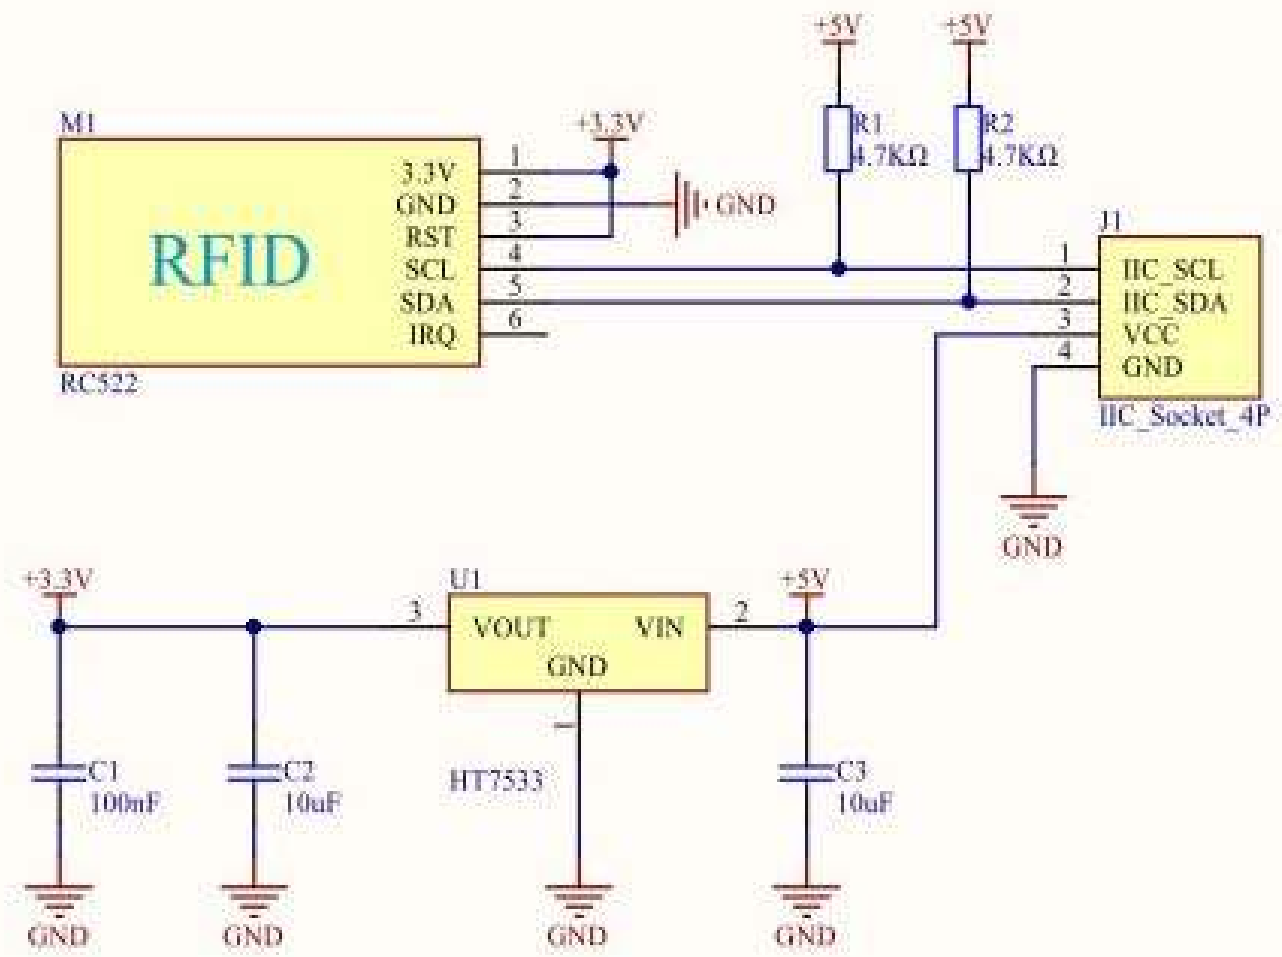 +5V +5V
M1 +3.3V R1 R2
4.7KΩ 4.7KΩ
3.3V 1
GND 2 GND
RST 3 J1
RFID
SCL 4 1 IIC_SCL
SDA 5 2 IIC_SDA
IRQ 6 3 VCC
4 GND
RC522 IIC_Socket_4P
GND
+3.3V U1 +5V
3 VOUT VIN 2
GND
1
C1 C2 HT7533 C3
100nF 10uF 10uF
GND GND GND GND